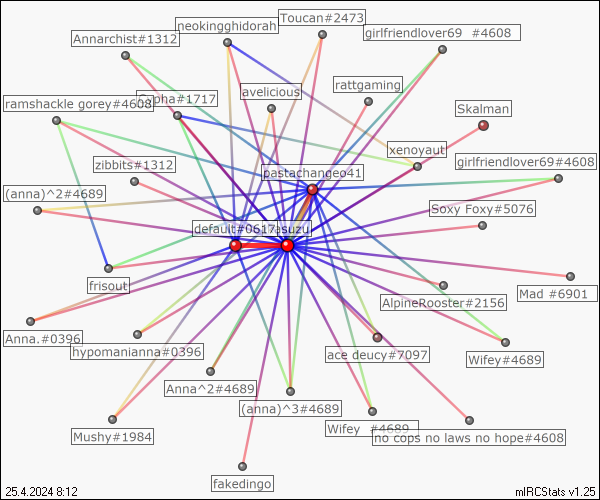 Toucan#2473
neokingghidorah
girlfriendlover69 #4608
Annarchist#1312
rattgaming
avelicious
ramshackle gorey#4608
#1717
Skalman
xenoyaut
zibbits#1312
girlfriendlover69#4608
pastachangeo41
(anna)^2#4689
Soxy Foxy#5076
default#0617
asuzu
frisout
Mad #6901
AlpineRooster#2156
Anna.#0396
hypomanianna#0396
ace deucy#7097
Wifey#4689
Anna^2#4689
(anna)^3#4689
Mushy#1984
Wifey #4689
no cops no laws no hope#4608
fakedingo
25.4.2024 8:12
mIRCStats v1.25